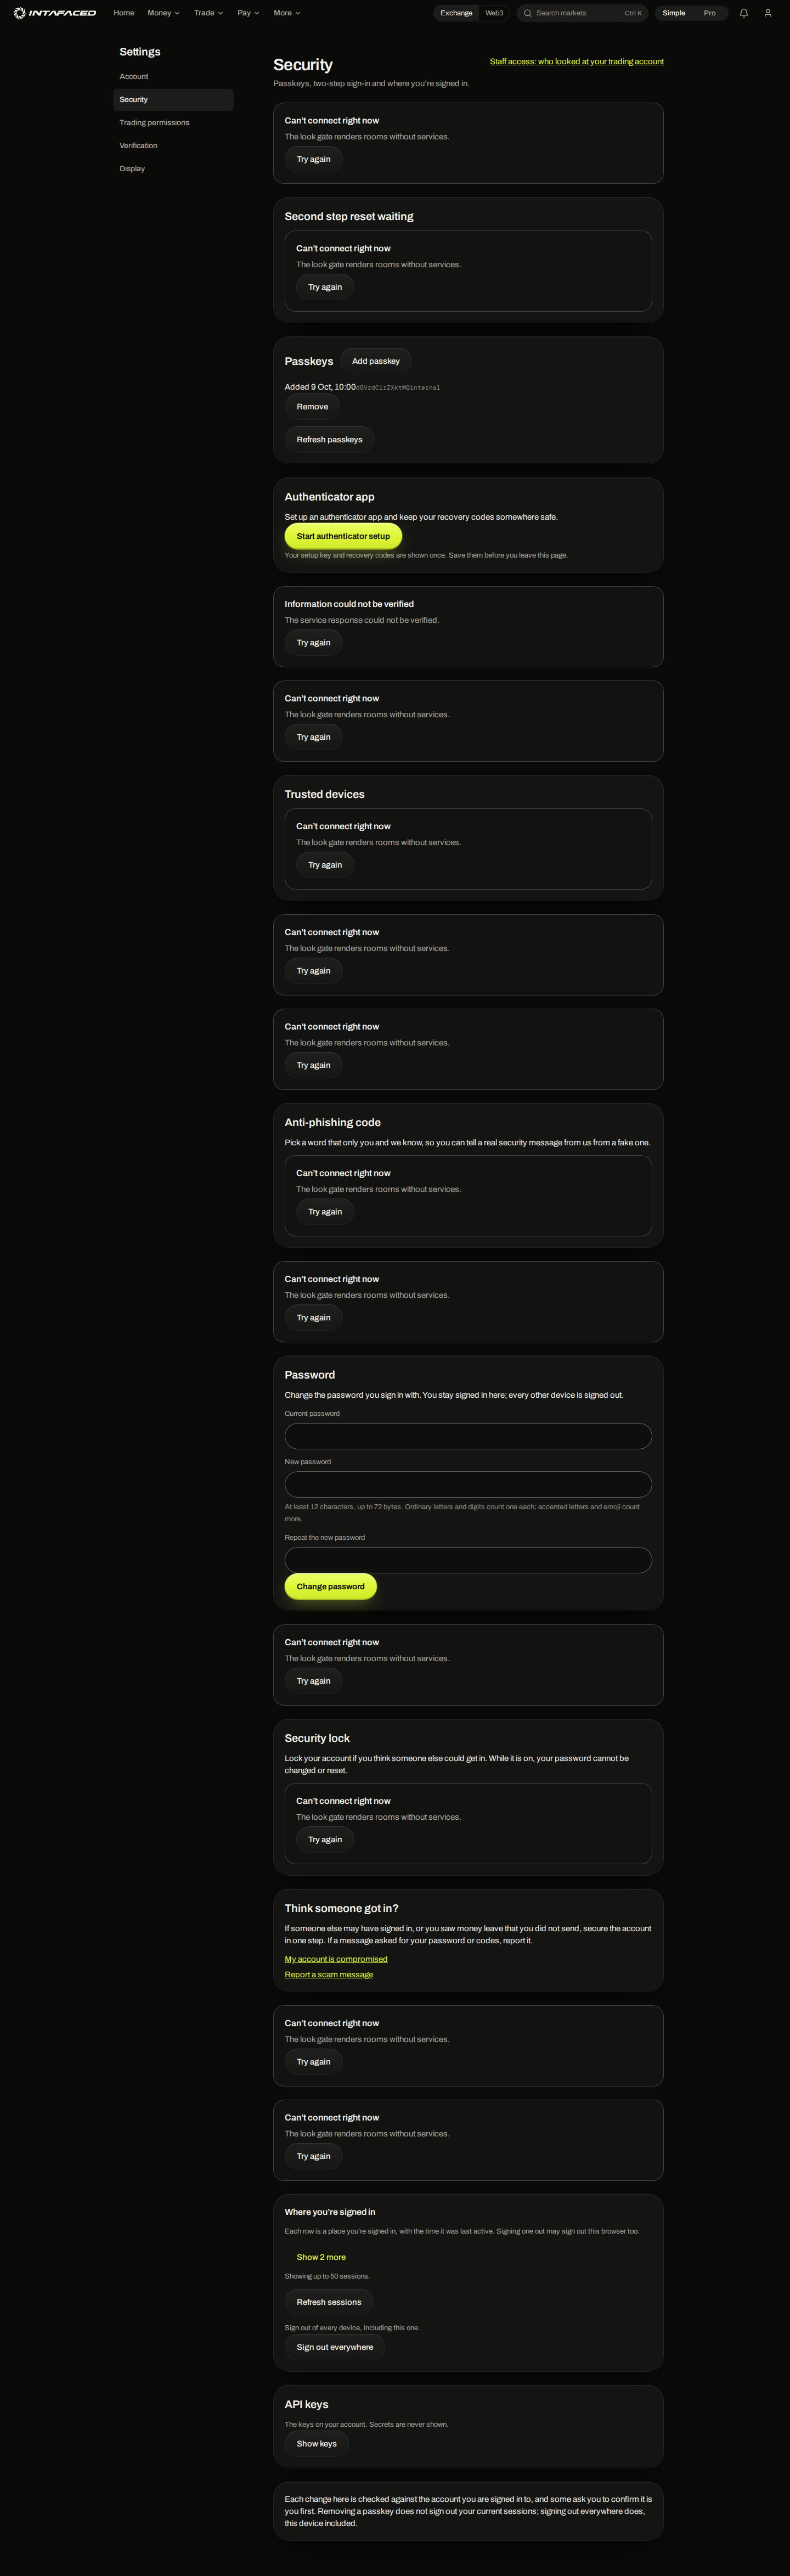 INTAFACED
Home Money Trade Pay More
Exchange Web3 Search markets Ctrl K Simple Pro
Settings
Account
Security
Trading permissions
Verification
Display
Security
Staff access: who looked at your trading account
Passkeys, two-step sign-in and where you're signed in.
Can't connect right now
The look gate renders rooms without services.
Try again
Second step reset waiting
Can't connect right now
The look gate renders rooms without services.
Try again
Passkeys Add passkey
Added 9 Oct, 10:00dGVzdC1rZXktMQinternal
Remove
Refresh passkeys
Authenticator app
Set up an authenticator app and keep your recovery codes somewhere safe.
Start authenticator setup
Your setup key and recovery codes are shown once. Save them before you leave this page.
Information could not be verified
The service response could not be verified.
Try again
Can't connect right now
The look gate renders rooms without services.
Try again
Trusted devices
Can't connect right now
The look gate renders rooms without services.
Try again
Can't connect right now
The look gate renders rooms without services.
Try again
Can't connect right now
The look gate renders rooms without services.
Try again
Anti-phishing code
Pick a word that only you and we know, so you can tell a real security message from us from a fake one.
Can't connect right now
The look gate renders rooms without services.
Try again
Can't connect right now
The look gate renders rooms without services.
Try again
Password
Change the password you sign in with. You stay signed in here; every other device is signed out.
Current password
New password
At least 12 characters, up to 72 bytes. Ordinary letters and digits count one each; accented letters and emoji count
more.
Repeat the new password
Change password
Can't connect right now
The look gate renders rooms without services.
Try again
Security lock
Lock your account if you think someone else could get in. While it is on, your password cannot be
changed or reset.
Can't connect right now
The look gate renders rooms without services.
Try again
Think someone got in?
If someone else may have signed in, or you saw money leave that you did not send, secure the account
in one step. If a message asked for your password or codes, report it.
My account is compromised
Report a scam message
Can't connect right now
The look gate renders rooms without services.
Try again
Can't connect right now
The look gate renders rooms without services.
Try again
Where you're signed in
Each row is a place you're signed in, with the time it was last active. Signing one out may sign out this browser too.
Show 2 more
Showing up to 50 sessions.
Refresh sessions
Sign out of every device, including this one.
Sign out everywhere
API keys
The keys on your account. Secrets are never shown.
Show keys
Each change here is checked against the account you are signed in to, and some ask you to confirm it is
you first. Removing a passkey does not sign out your current sessions; signing out everywhere does,
this device included.